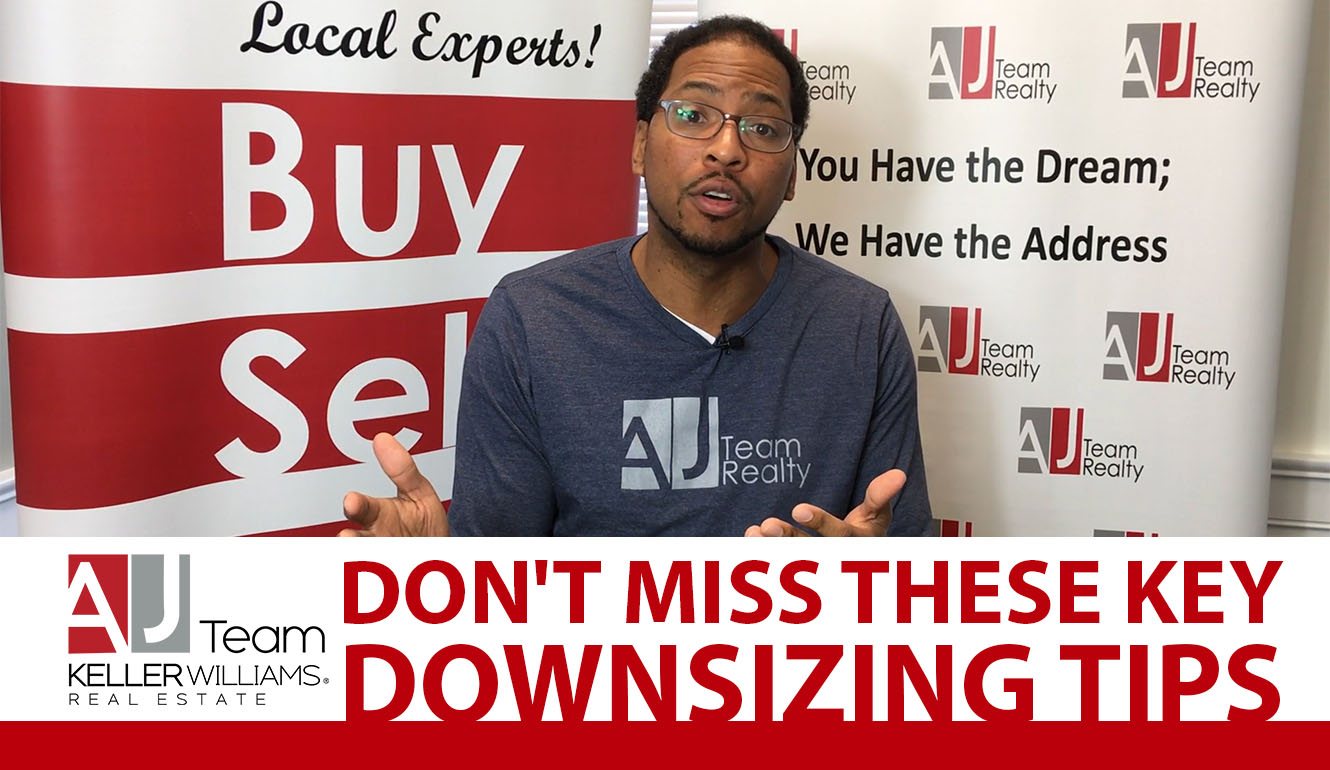 Local Experts!
Buy
Sel
Team
Realty
AJ Team
Realty
AJ Team
Realty
You Have the Dream;
We Have the Address
AJ Team
Realty
AJ Team
Realty
AJ Team
Realty
AJ Team
Realty
AJ Team
KELLERWILLIAMS®
REAL ESTATE
DON'T MISS THESE KEY
DOWNSIZING TIPS